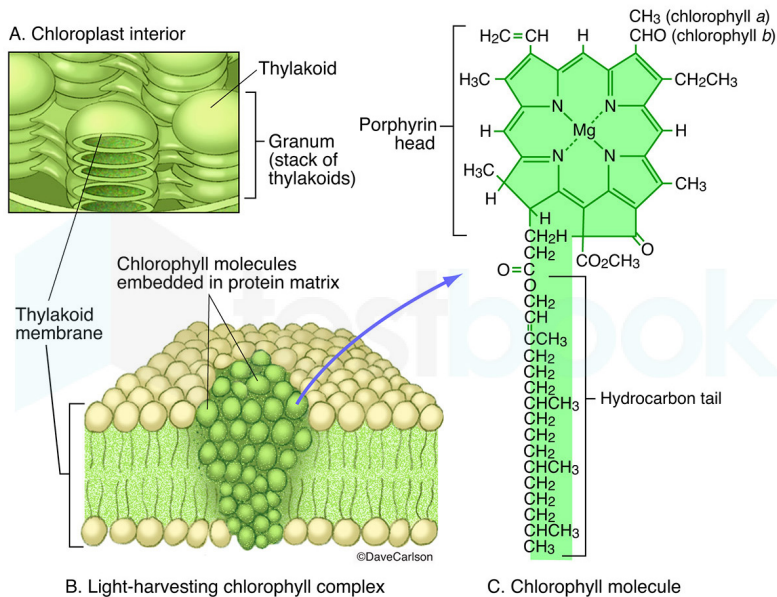 A. Chloroplast interior
Thylakoid
Granum
(stack of
thylakoids)
Chlorophyll molecules
embedded in protein matrix
Thylakoid
membrane
©DaveCarlson
B. Light-harvesting chlorophyll complex
CH3 (chlorophyll a)
CHO (chlorophyll b)
H2C=CH
H
H3C
CH2CH3
N
N
Porphyrin
head
Mg
H
H
N
N
H3C
H
CH3
H
CH2H
O
CH2
CO2CH3
O=C
O
CH2
CH
CCH3
CH2
CH2
CH2
CHCH3
Hydrocarbon tail
CH2
CH2
CH2
CHCH3
CH2
CH2
CH2
CHCH3
CH3
C. Chlorophyll molecule
testbook